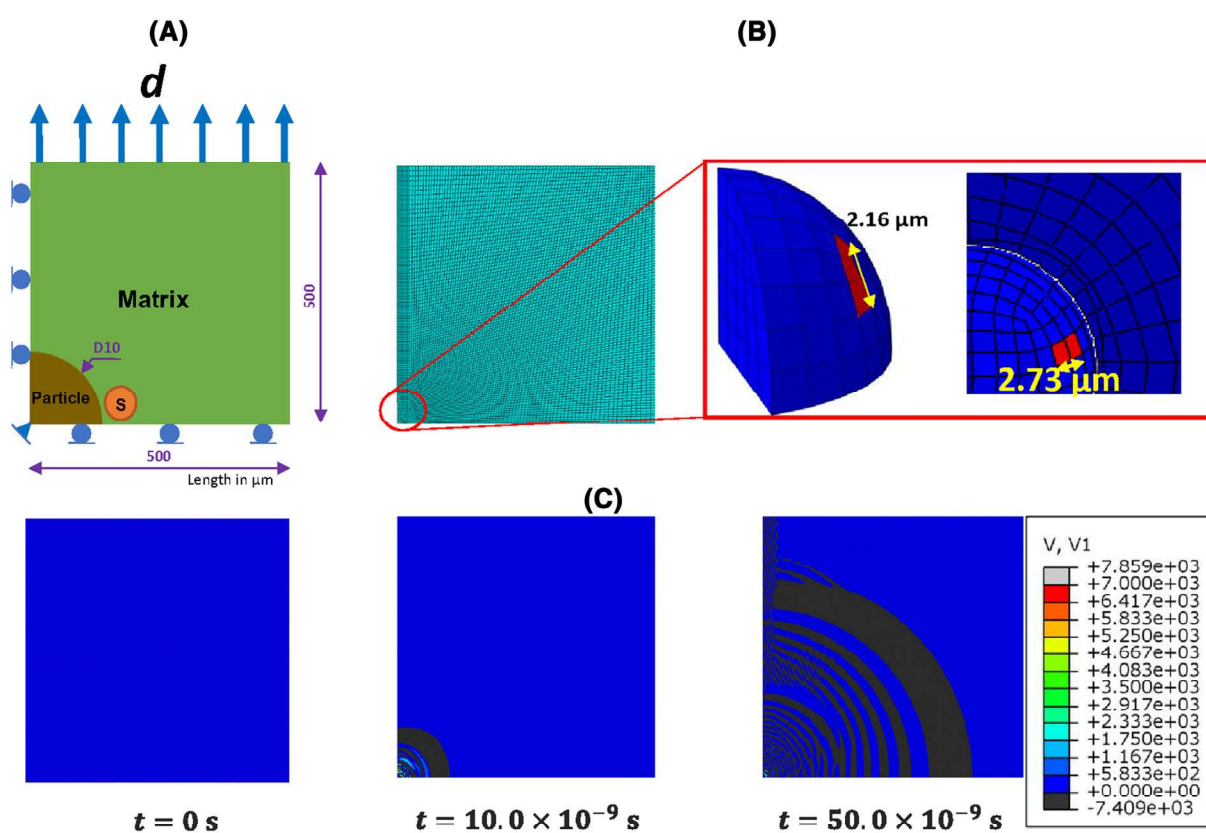 (A)
(B)
d
Matrix
D10
Particle
S
500
500
Length in μm
2.16 μm
2.73 μm
(C)
V, V1
+7.859e+03
+7.000e+03
+6.417e+03
+5.833e+03
+5.250e+03
+4.667e+03
+4.083e+03
+3.500e+03
+2.917e+03
+2.333e+03
+1.750e+03
+1.167e+03
+5.833e+02
+0.000e+00
-7.409e+03
t = 0 s
t = 10.0 × 10⁻⁹ s
t = 50.0 × 10⁻⁹ s